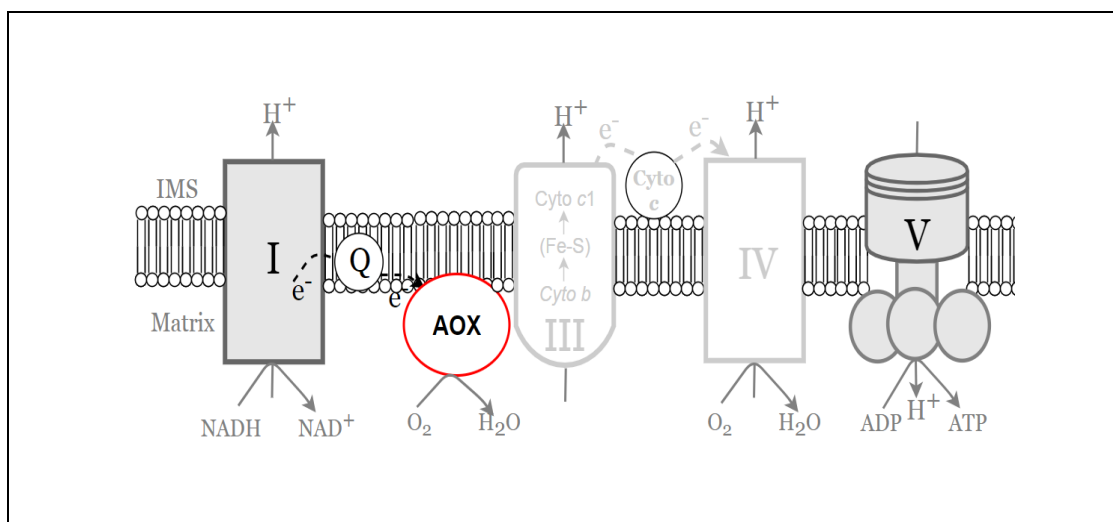 H+
H+
e-
e-
H+
IMS
Cyto
c
Cyto c1
I
Q
(Fe-S)
IV
V
e-
e-
Cyto b
Matrix
AOX
III
NADH
NAD+
O2
H2O
O2
H2O
ADP
H+
ATP